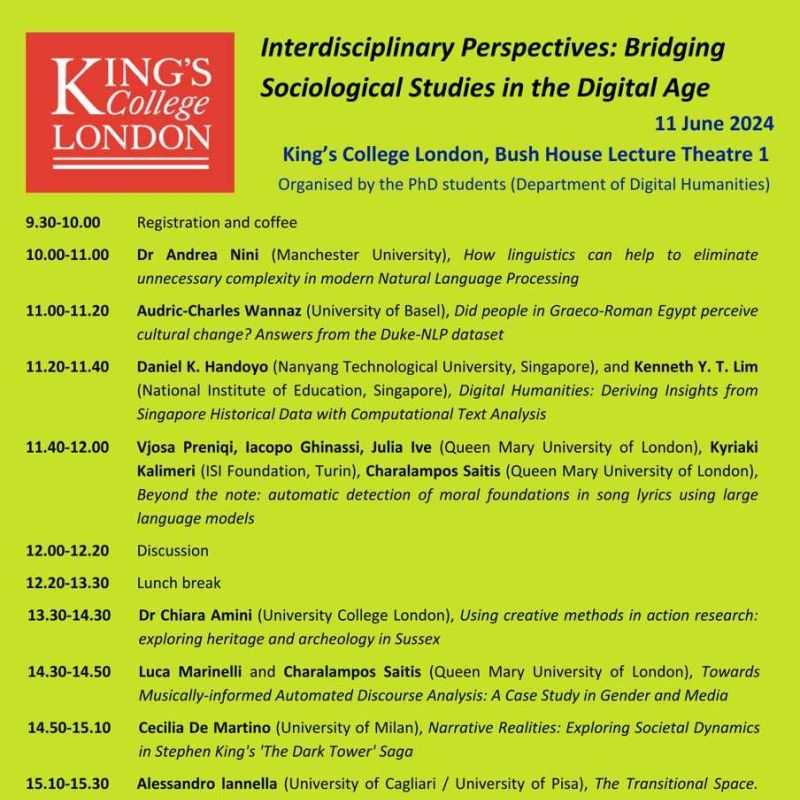 KING'S
College
LONDON
Interdisciplinary Perspectives: Bridging
Sociological Studies in the Digital Age
11 June 2024
King's College London, Bush House Lecture Theatre 1
Organised by the PhD students (Department of Digital Humanities)
9.30-10.00 Registration and coffee
10.00-11.00 Dr Andrea Nini (Manchester University), How linguistics can help to eliminate
unnecessary complexity in modern Natural Language Processing
11.00-11.20 Audric-Charles Wannaz (University of Basel), Did people in Graeco-Roman Egypt perceive
cultural change? Answers from the Duke-NLP dataset
11.20-11.40 Daniel K. Handoyo (Nanyang Technological University, Singapore), and Kenneth Y. T. Lim
(National Institute of Education, Singapore), Digital Humanities: Deriving Insights from
Singapore Historical Data with Computational Text Analysis
11.40-12.00 Vjosa Preniqi, Iacopo Ghinassi, Julia Ive (Queen Mary University of London), Kyriaki
Kalimeri (ISI Foundation, Turin), Charalampos Saitis (Queen Mary University of London),
Beyond the note: automatic detection of moral foundations in song lyrics using large
language models
12.00-12.20 Discussion
12.20-13.30 Lunch break
13.30-14.30 Dr Chiara Amini (University College London), Using creative methods in action research:
exploring heritage and archeology in Sussex
14.30-14.50 Luca Marinelli and Charalampos Saitis (Queen Mary University of London), Towards
Musically-informed Automated Discourse Analysis: A Case Study in Gender and Media
14.50-15.10 Cecilia De Martino (University of Milan), Narrative Realities: Exploring Societal Dynamics
in Stephen King's 'The Dark Tower' Saga
15.10-15.30 Alessandro Iannella (University of Cagliari / University of Pisa), The Transitional Space.